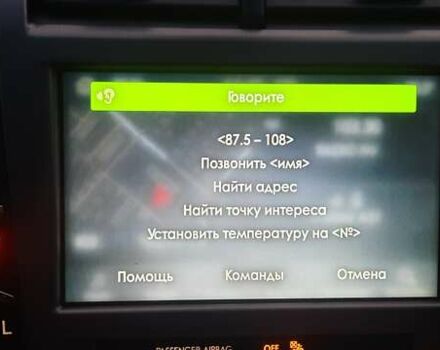 Говорите
<87.5 – 108>
Позвонить <имя>
Найти адрес
Найти точку интереса
Установить температуру на <№>
Помощь Команды Отмена
L
PASSENGER AIRBAG OFF